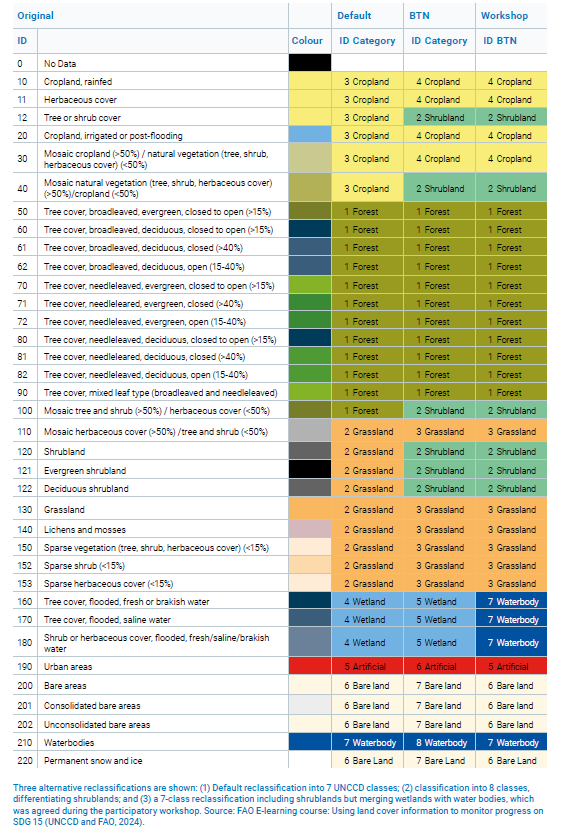 Original Default BTN Workshop
ID Colour ID Category ID Category ID BTN
0 No Data
10 Cropland, rainfed 3 Cropland 4 Cropland 4 Cropland
11 Herbaceous cover 3 Cropland 4 Cropland 4 Cropland
12 Tree or shrub cover 3 Cropland 2 Shrubland 2 Shrubland
20 Cropland, irrigated or post-flooding 3 Cropland 4 Cropland 4 Cropland
30 Mosaic cropland (>50%) / natural vegetation (tree, shrub,
herbaceous cover) (<50%) 3 Cropland 4 Cropland 4 Cropland
40 Mosaic natural vegetation (tree, shrub, herbaceous cover)
(>50%)/cropland (<50%) 3 Cropland 2 Shrubland 2 Shrubland
50 Tree cover, broadleaved, evergreen, closed to open (>15%) 1 Forest 1 Forest 1 Forest
60 Tree cover, broadleaved, deciduous, closed to open (>15%) 1 Forest 1 Forest 1 Forest
61 Tree cover, broadleaved, deciduous, closed (>40%) 1 Forest 1 Forest 1 Forest
62 Tree cover, broadleaved, deciduous, open (15-40%) 1 Forest 1 Forest 1 Forest
70 Tree cover, needleleaved, evergreen, closed to open (>15%) 1 Forest 1 Forest 1 Forest
71 Tree cover, needleleaved, evergreen, closed (>40%) 1 Forest 1 Forest 1 Forest
72 Tree cover, needleleaved, evergreen, open (15-40%) 1 Forest 1 Forest 1 Forest
80 Tree cover, needleleaved, deciduous, closed to open (>15%) 1 Forest 1 Forest 1 Forest
81 Tree cover, needleleared, deciduous, closed (>40%) 1 Forest 1 Forest 1 Forest
82 Tree cover, needleleaved, deciduous, open (15-40%) 1 Forest 1 Forest 1 Forest
90 Tree cover, mixed leaf type (broadleaved and needleleved) 1 Forest 1 Forest 1 Forest
100 Mosaic tree and shrub (>50%) / herbaceous cover (<50%) 1 Forest 2 Shrubland 2 Shrubland
110 Mosaic herbaceous cover (>50%) /tree and shrub (<50%) 2 Grassland 3 Grassland 3 Grassland
120 Shrubland 2 Grassland 2 Shrubland 2 Shrubland
121 Evergreen shrubland 2 Grassland 2 Shrubland 2 Shrubland
122 Deciduous shrubland 2 Grassland 2 Shrubland 2 Shrubland
130 Grassland 2 Grassland 3 Grassland 3 Grassland
140 Lichens and mosses 2 Grassland 3 Grassland 3 Grassland
150 Sparse vegetation (tree, shrub, herbaceous cover) (<15%) 2 Grassland 3 Grassland 3 Grassland
152 Sparse shrub (<15%) 2 Grassland 3 Grassland 3 Grassland
153 Sparse herbaceous cover (<15%) 2 Grassland 3 Grassland 3 Grassland
160 Tree cover, flooded, fresh or brakish water 4 Wetland 5 Wetland 7 Waterbody
170 Tree cover, flooded, saline water 4 Wetland 5 Wetland 7 Waterbody
180 Shrub or herbaceous cover, flooded, fresh/saline/brakish
water 4 Wetland 5 Wetland 7 Waterbody
190 Urban areas 5 Artificial 6 Artificial 5 Artificial
200 Bare areas 6 Bare land 7 Bare land 6 Bare land
201 Consolidated bare areas 6 Bare land 7 Bare land 6 Bare land
202 Unconsolidated bare areas 6 Bare land 7 Bare land 6 Bare land
210 Waterbodies 7 Waterbody 8 Waterbody 7 Waterbody
220 Permanent snow and ice 6 Bare Land 7 Bare Land 6 Bare Land
Three alternative reclassifications are shown: (1) Default reclassification into 7 UNCCD classes; (2) classification into 8 classes,
differentiating shrublands; and (3) a 7-class reclassification including shrublands but merging wetlands with water bodies, which
was agreed during the participatory workshop. Source: FAO E-learning course: Using land cover information to monitor progress on
SDG 15 (UNCCD and FAO, 2024).